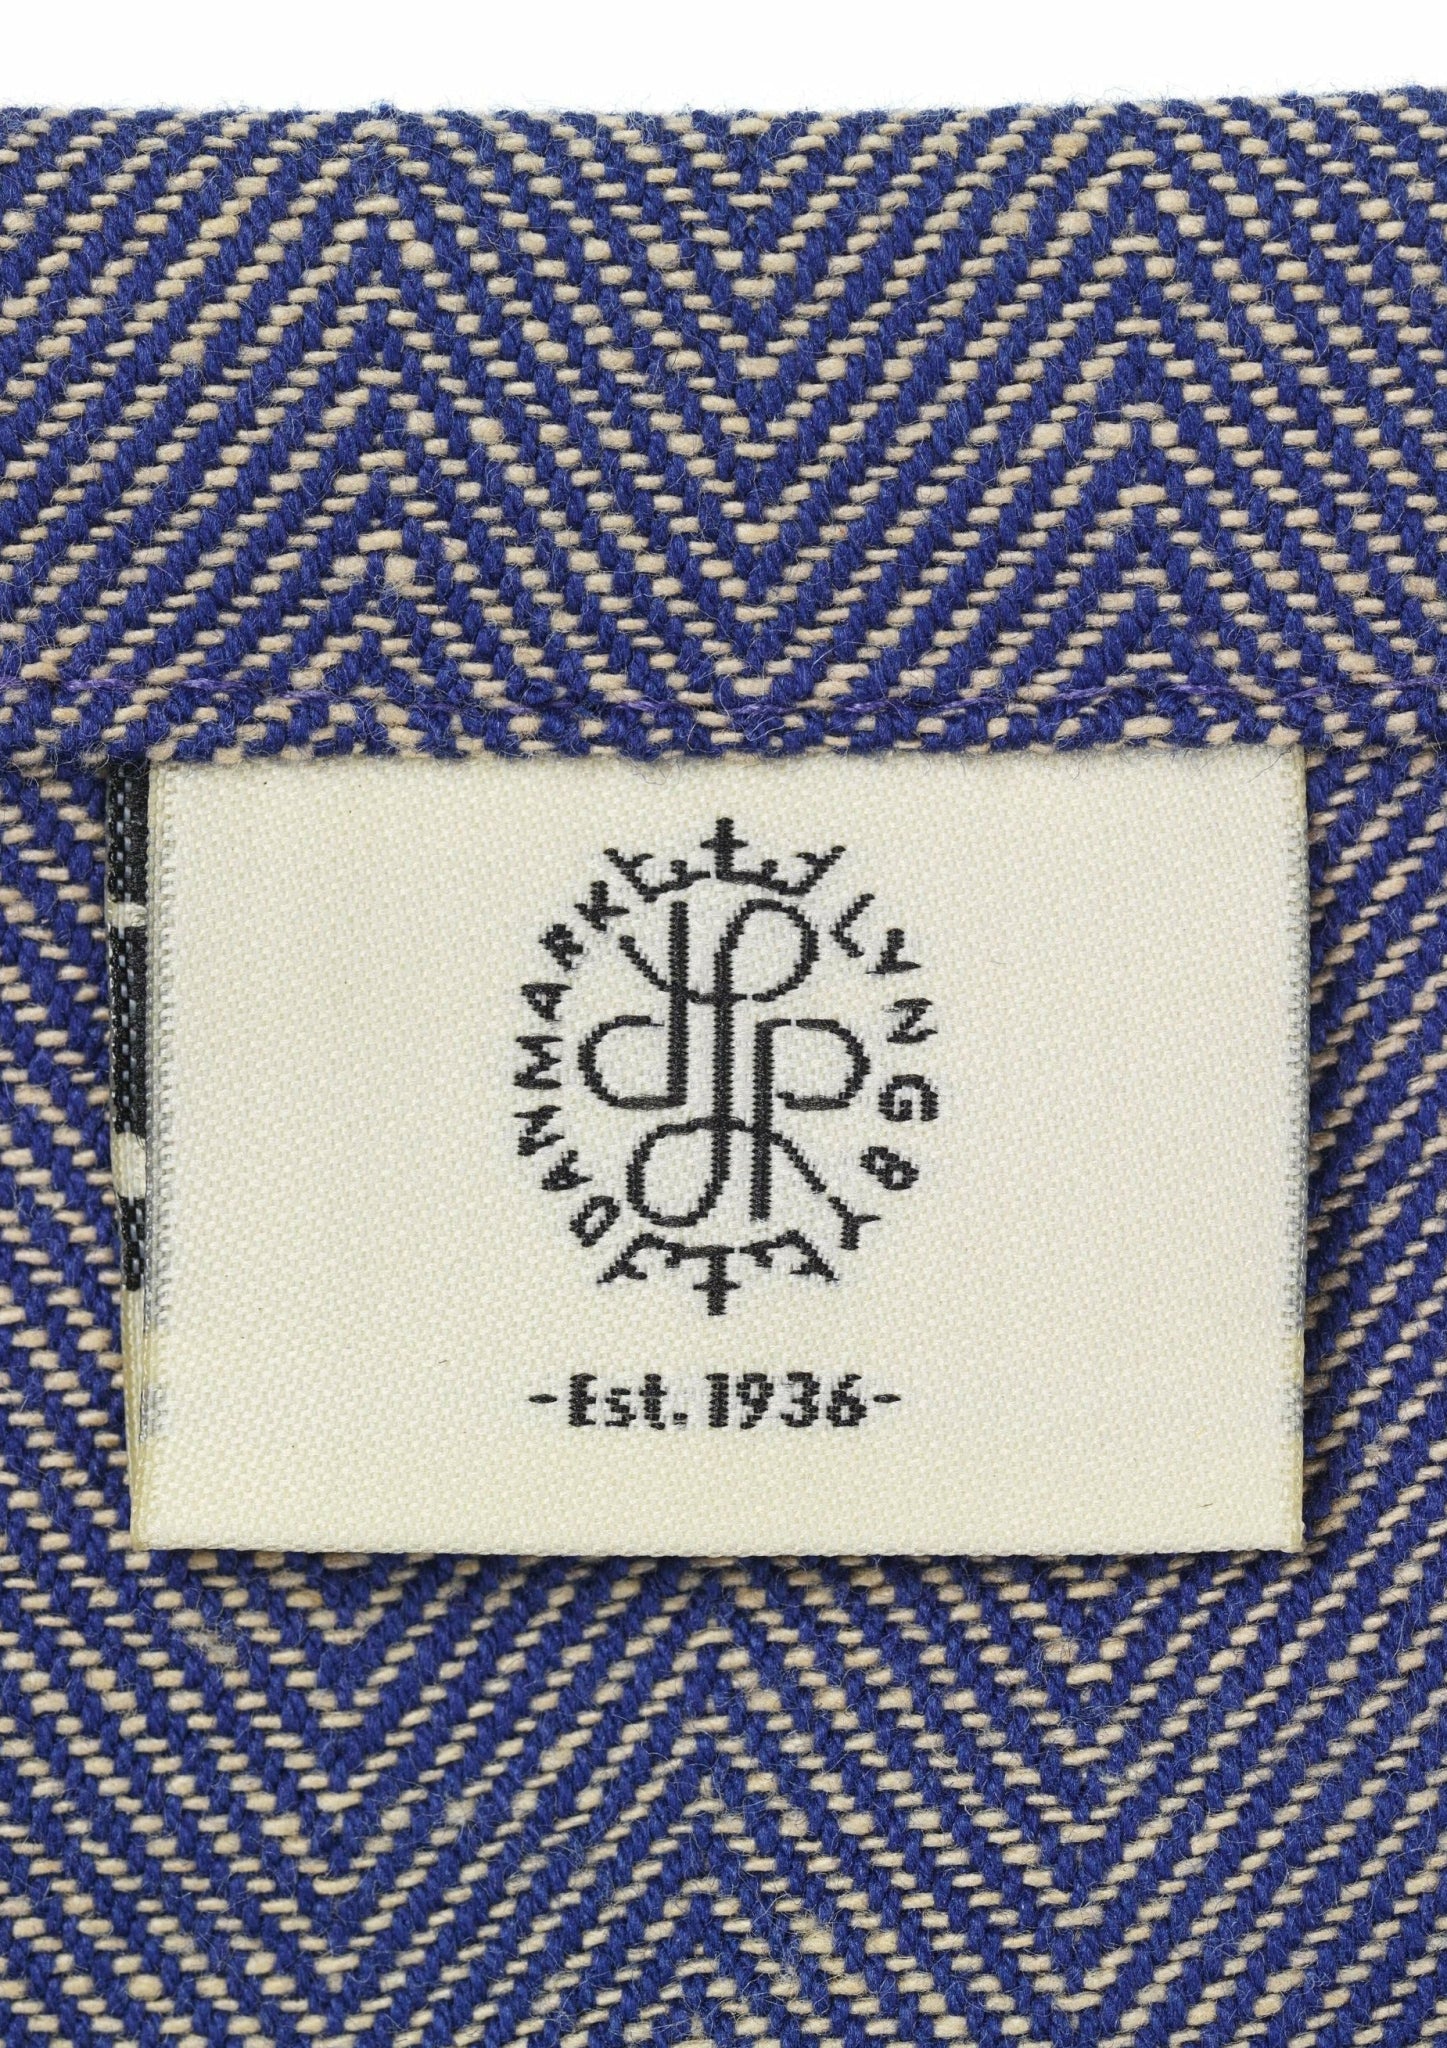 DANMARK LYNGBY
-Est. 1936-